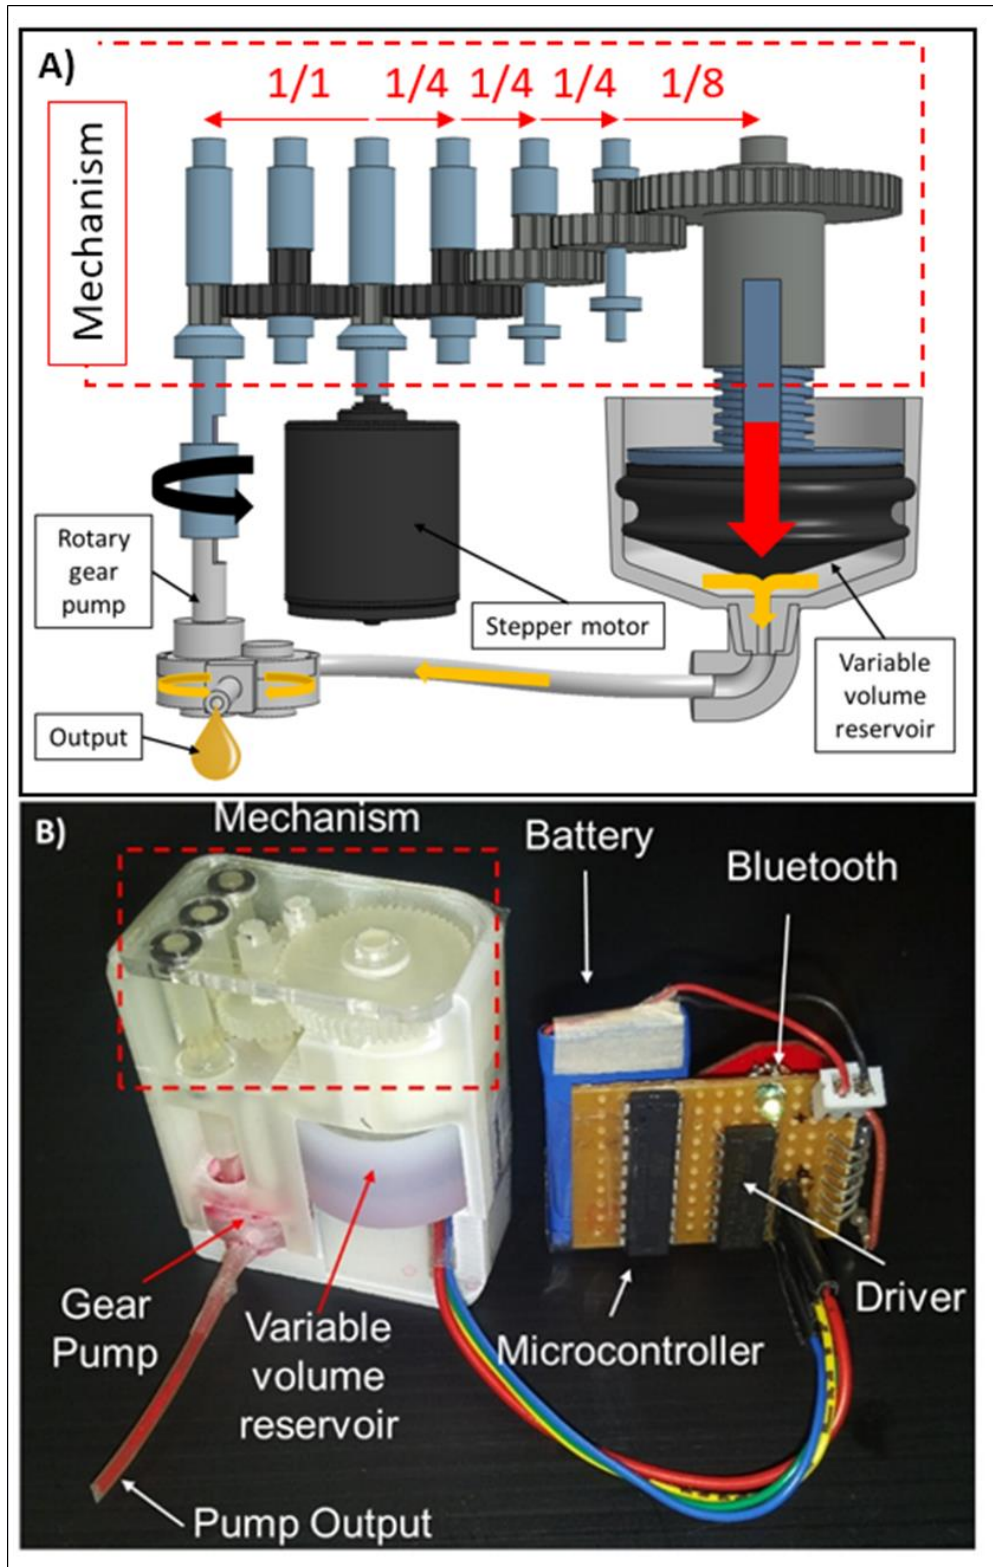 A)
1/1 1/4 1/4 1/4 1/8
Mechanism
Rotary
gear
pump
Stepper motor
Variable
volume
reservoir
Output
B)
Mechanism
Battery
Bluetooth
Gear
Pump
Variable
volume
reservoir
Microcontroller
Driver
Pump Output